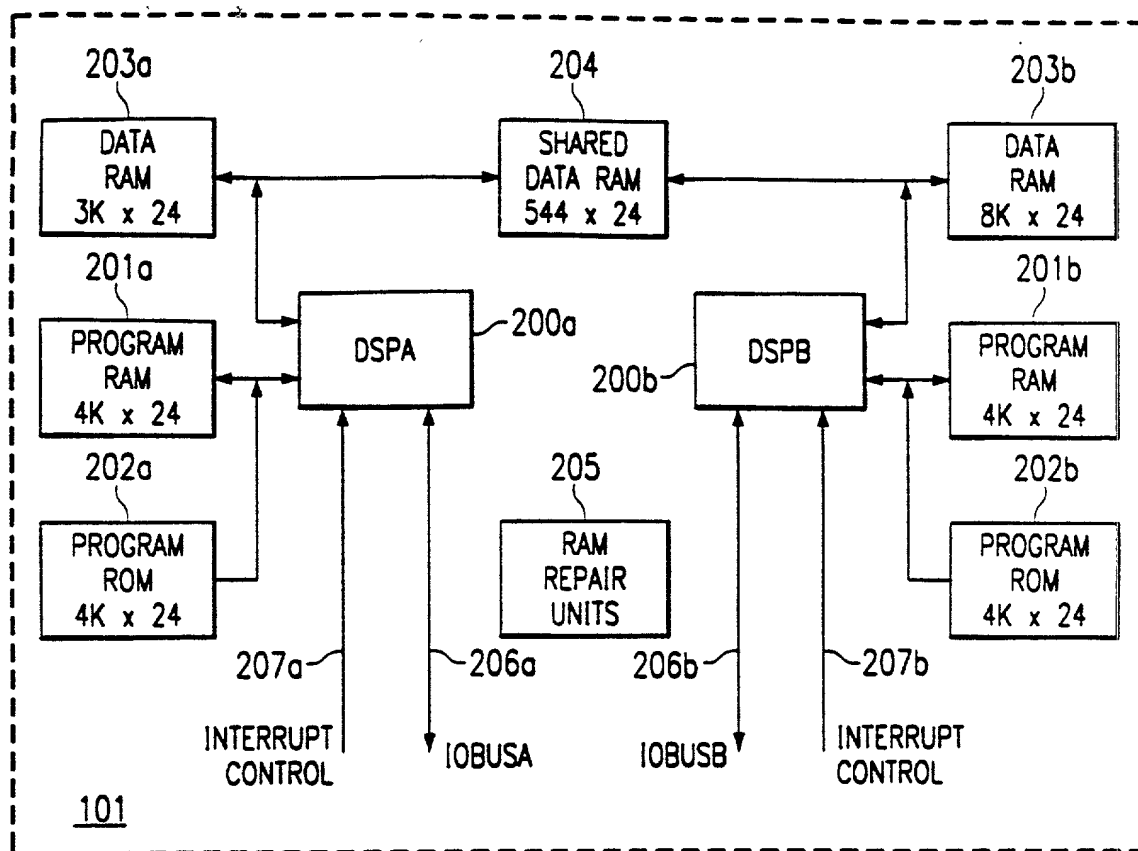 203a
204
203b
DATA
RAM
3K x 24
SHARED
DATA RAM
544 x 24
DATA
RAM
8K x 24
201a
201b
PROGRAM
RAM
4K x 24
DSPA
200a
DSPB
200b
PROGRAM
RAM
4K x 24
202a
205
202b
PROGRAM
ROM
4K x 24
RAM
REPAIR
UNITS
PROGRAM
ROM
4K x 24
207a
206a
206b
207b
INTERRUPT
CONTROL
IOBUSA
IOBUSB
INTERRUPT
CONTROL
101